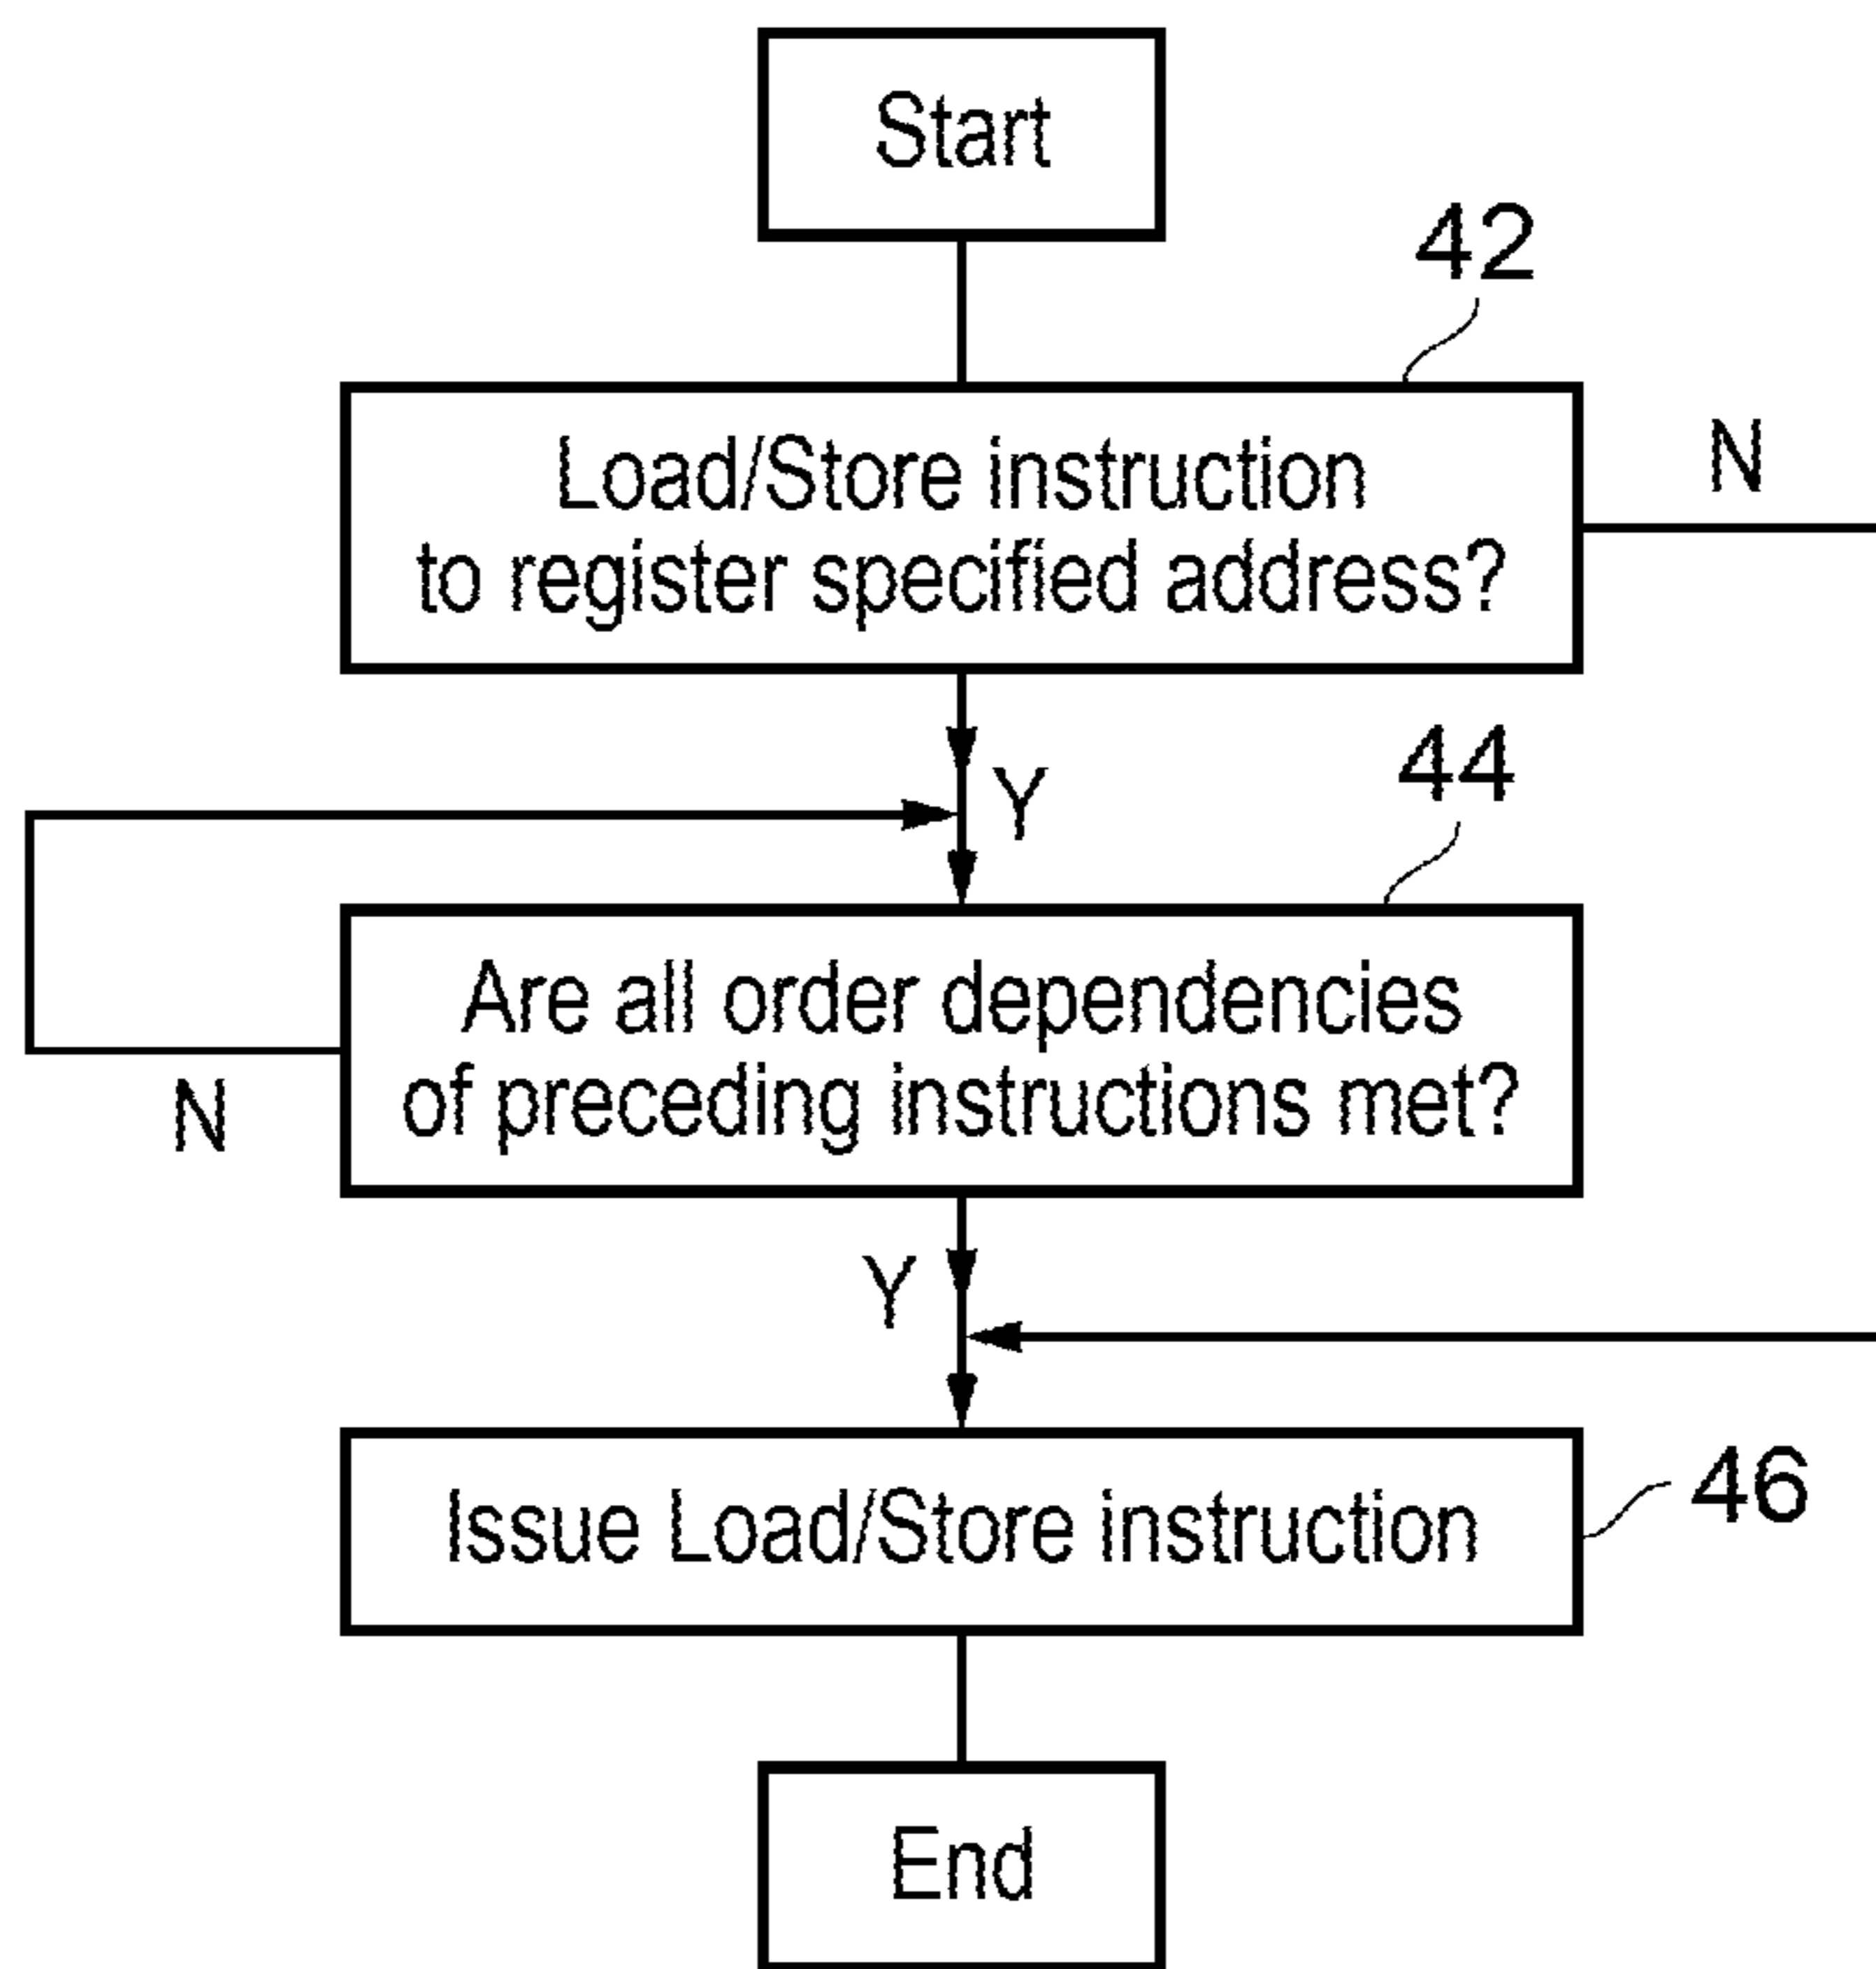 Start
42
Load/Store instruction
to register specified address?
N
Y
44
Are all order dependencies
of preceding instructions met?
N
Y
Issue Load/Store instruction
46
End